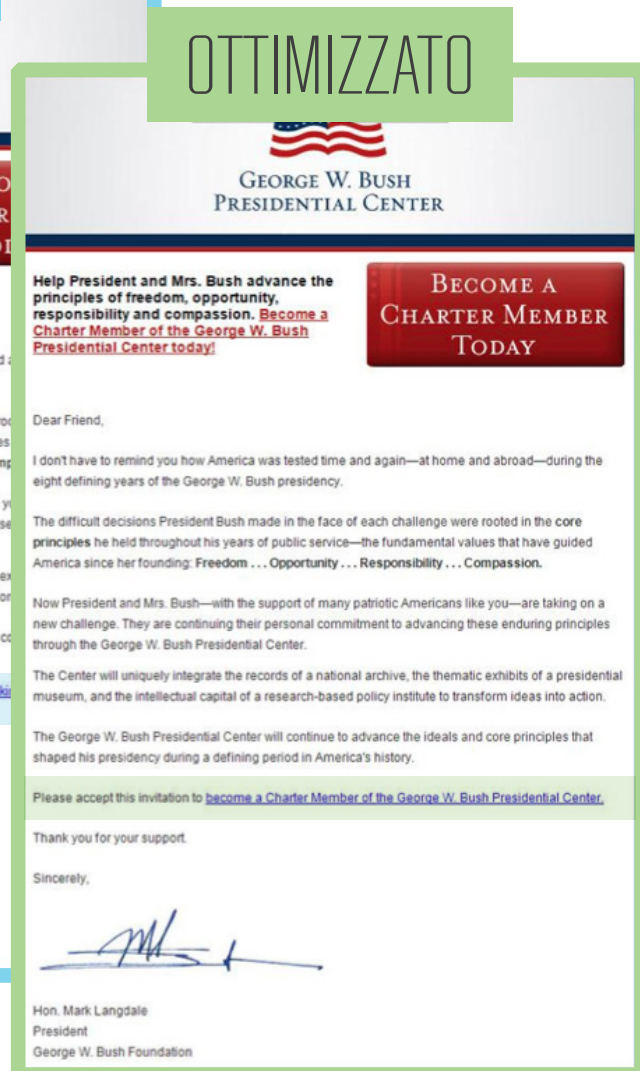 OTTIMIZZATO
GEORGE W. BUSH
PRESIDENTIAL CENTER
Help President and Mrs. Bush advance the
principles of freedom, opportunity,
responsibility and compassion. Become a
Charter Member of the George W. Bush
Presidential Center today!
BECOME A
CHARTER MEMBER
TODAY
Dear Friend,
I don't have to remind you how America was tested time and again—at home and abroad—during the
eight defining years of the George W. Bush presidency.
The difficult decisions President Bush made in the face of each challenge were rooted in the core
principles he held throughout his years of public service—the fundamental values that have guided
America since her founding: Freedom . . . Opportunity . . . Responsibility . . . Compassion.
Now President and Mrs. Bush—with the support of many patriotic Americans like you—are taking on a
new challenge. They are continuing their personal commitment to advancing these enduring principles
through the George W. Bush Presidential Center.
The Center will uniquely integrate the records of a national archive, the thematic exhibits of a presidential
museum, and the intellectual capital of a research-based policy institute to transform ideas into action.
The George W. Bush Presidential Center will continue to advance the ideals and core principles that
shaped his presidency during a defining period in America's history.
Please accept this invitation to become a Charter Member of the George W. Bush Presidential Center.
Thank you for your support.
Sincerely,
Hon. Mark Langdale
President
George W. Bush Foundation